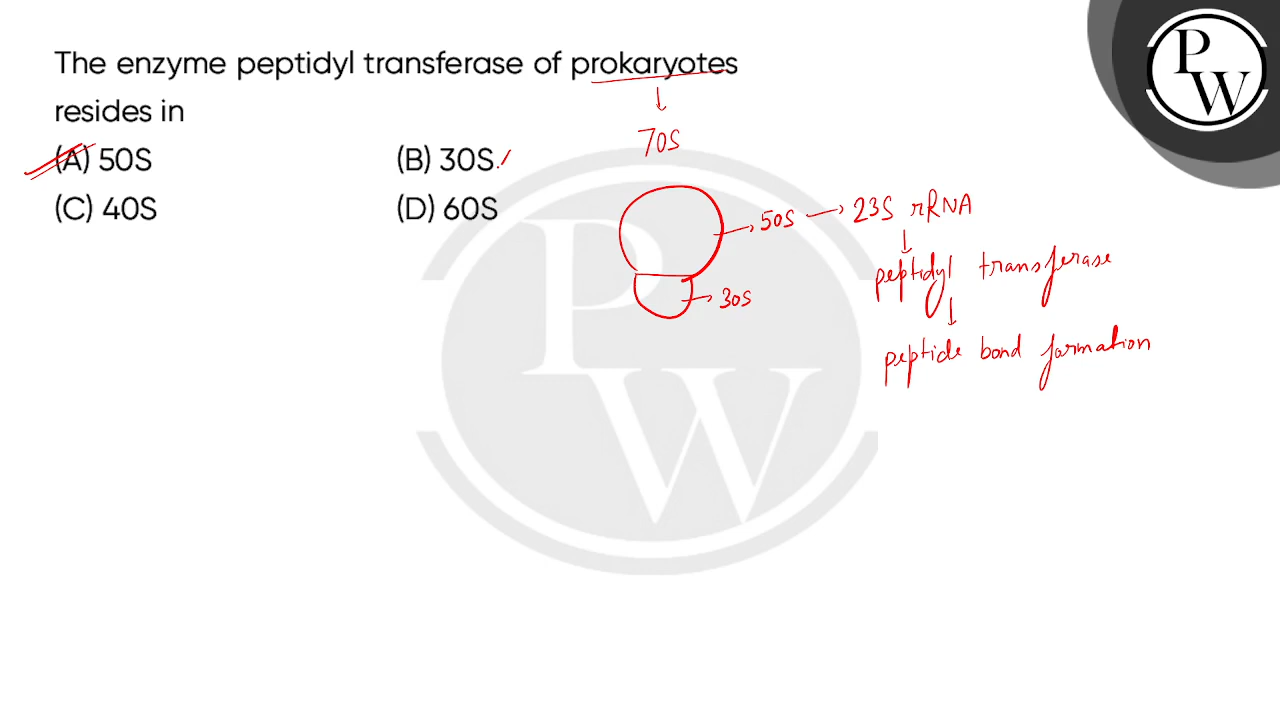 The enzyme peptidyl transferase of prokaryotes
resides in
(A) 50S (B) 30S
(C) 40S (D) 60S
70S
50S → 23S rRNA
peptidyl transferase
30S
peptide bond formation
P
W
P
W